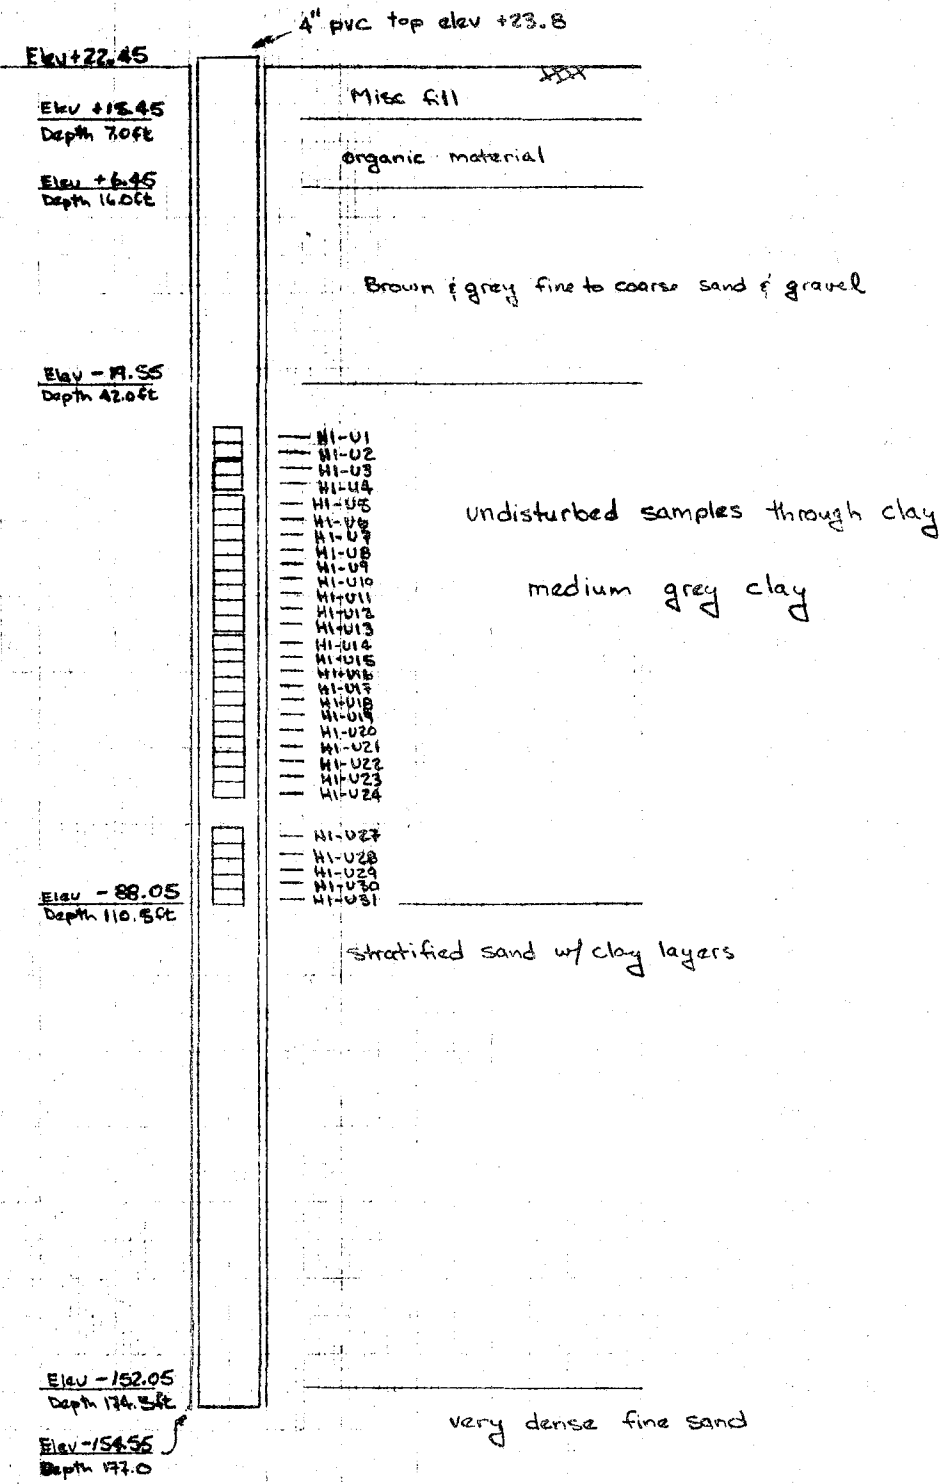 4" pvc top elev +23.8
Elev +22.45
Misc fill
Elev +15.45
Depth 7.0ft
organic material
Elev +6.45
Depth 16.0ft
Brown & grey fine to coarse sand & gravel
Elev -19.55
Depth 42.0ft
H1-U1
H1-U2
H1-U3
H1-U4
H1-U5
H1-U6
H1-U7
H1-U8
H1-U9
H1-U10
H1-U11
H1-U12
H1-U13
H1-U14
H1-U15
H1-U16
H1-U17
H1-U18
H1-U19
H1-U20
H1-U21
H1-U22
H1-U23
H1-U24
undisturbed samples through clay
medium grey clay
H1-U27
H1-U28
H1-U29
H1-U30
H1-U31
Elev -88.05
Depth 110.5ft
stratified sand w/ clay layers
Elev -152.05
Depth 174.5ft
very dense fine sand
Elev -154.55
Depth 177.0